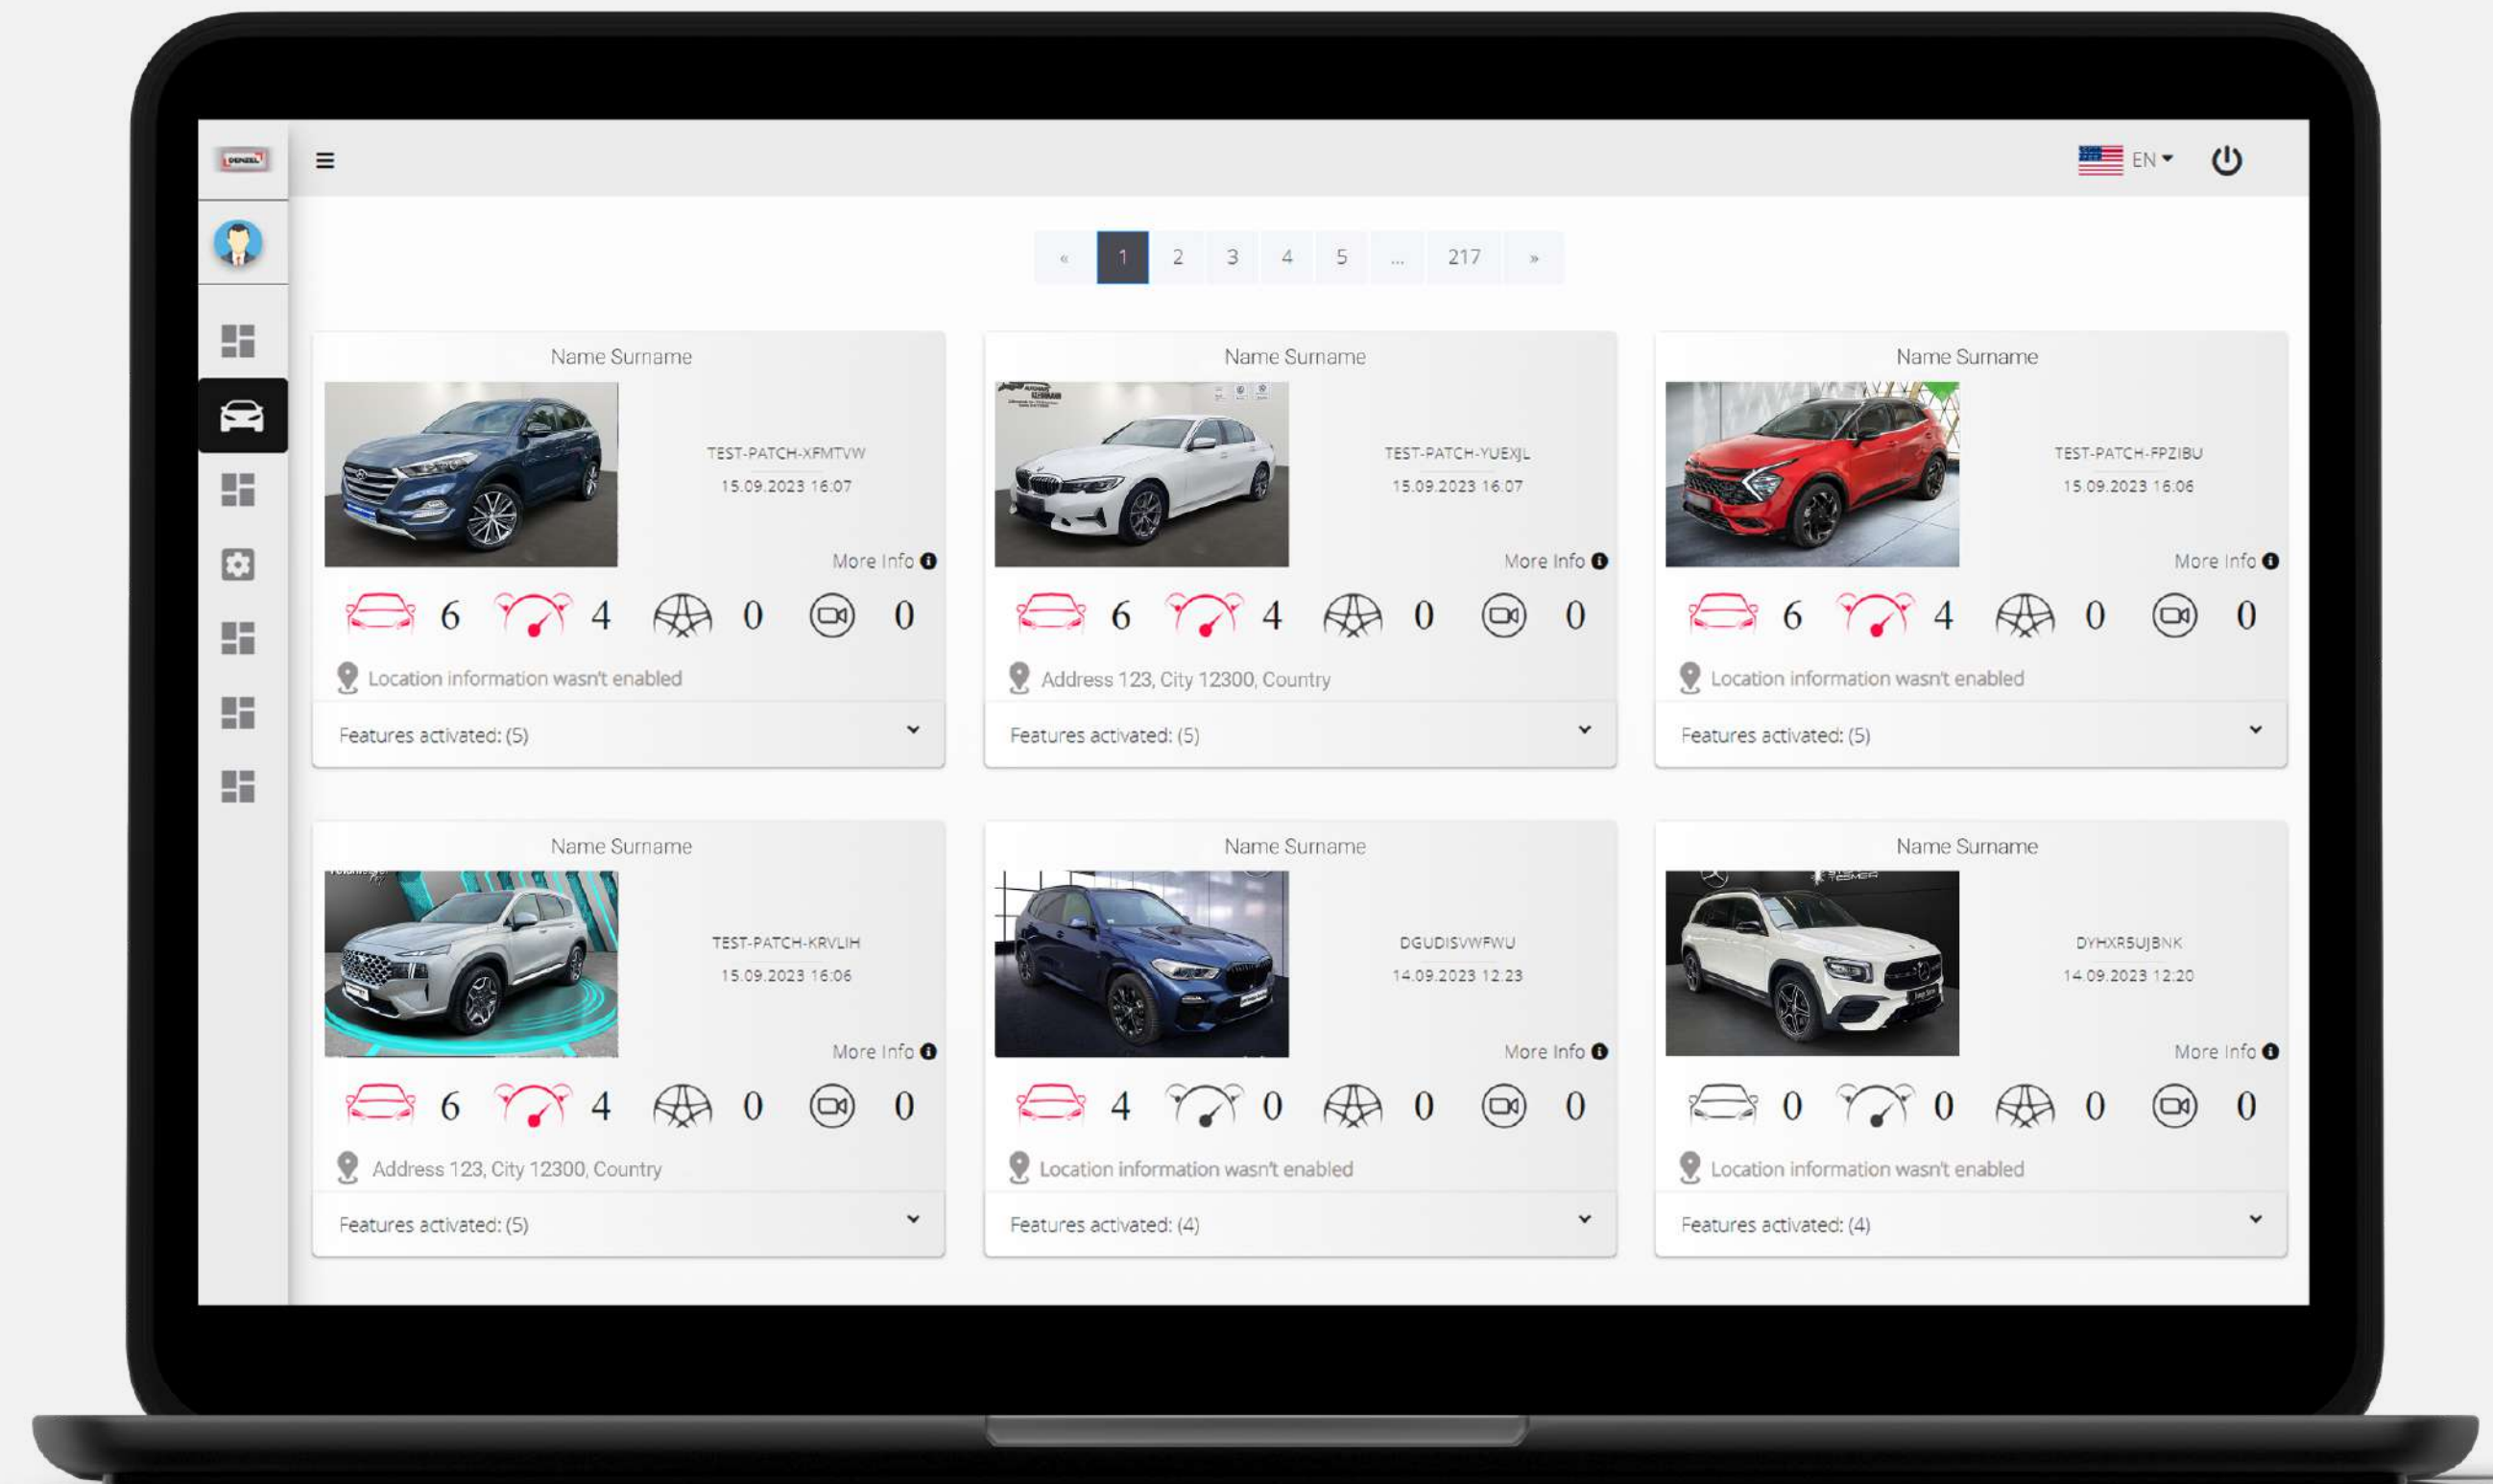 DENZEL
EN
« 1 2 3 4 5 ... 217 »
Name Surname
TEST-PATCH-XFMTVW
15.09.2023 16:07
More Info
6 4 0 0
Location information wasn't enabled
Features activated: (5)
Name Surname
TEST-PATCH-YUEXJL
15.09.2023 16:07
More Info
6 4 0 0
Address 123, City 12300, Country
Features activated: (5)
Name Surname
TEST-PATCH-FPZIBU
15.09.2023 16:06
More Info
6 4 0 0
Location information wasn't enabled
Features activated: (5)
Name Surname
TEST-PATCH-KRVLIH
15.09.2023 16:06
More Info
6 4 0 0
Address 123, City 12300, Country
Features activated: (5)
Name Surname
DGUDISVWFWU
14.09.2023 12:23
More Info
4 0 0 0
Location information wasn't enabled
Features activated: (4)
Name Surname
DYHXR5UJBNK
14.09.2023 12:20
More Info
0 0 0 0
Location information wasn't enabled
Features activated: (4)